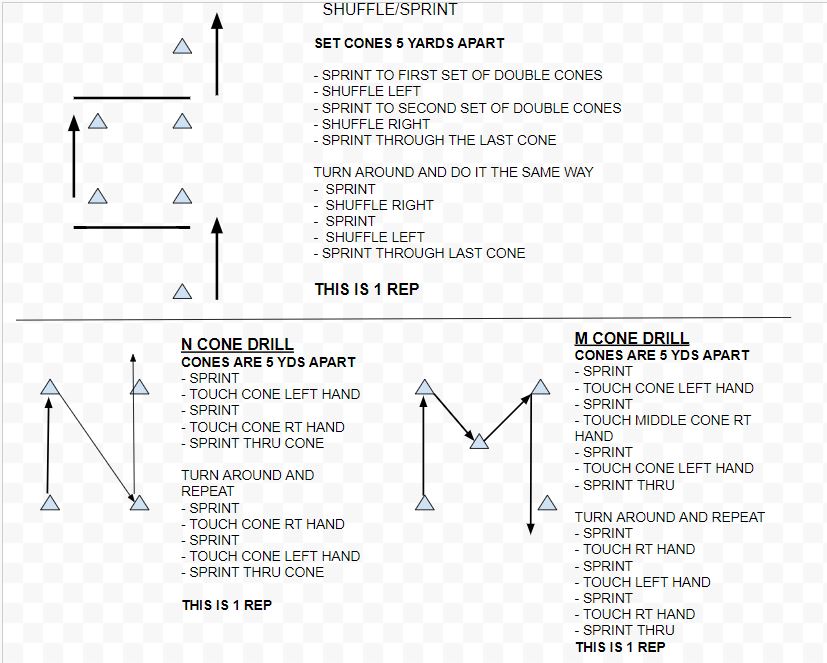 SHUFFLE/SPRINT
SET CONES 5 YARDS APART
- SPRINT TO FIRST SET OF DOUBLE CONES
- SHUFFLE LEFT
- SPRINT TO SECOND SET OF DOUBLE CONES
- SHUFFLE RIGHT
- SPRINT THROUGH THE LAST CONE
TURN AROUND AND DO IT THE SAME WAY
- SPRINT
- SHUFFLE RIGHT
- SPRINT
- SHUFFLE LEFT
- SPRINT THROUGH LAST CONE
THIS IS 1 REP
N CONE DRILL
CONES ARE 5 YDS APART
- SPRINT
- TOUCH CONE LEFT HAND
- SPRINT
- TOUCH CONE RT HAND
- SPRINT THRU CONE
TURN AROUND AND
REPEAT
- SPRINT
- TOUCH CONE RT HAND
- SPRINT
- TOUCH CONE LEFT HAND
- SPRINT THRU CONE
THIS IS 1 REP
M CONE DRILL
CONES ARE 5 YDS APART
- SPRINT
- TOUCH CONE LEFT HAND
- SPRINT
- TOUCH MIDDLE CONE RT
HAND
- SPRINT
- TOUCH CONE LEFT HAND
- SPRINT THRU
TURN AROUND AND REPEAT
- SPRINT
- TOUCH RT HAND
- SPRINT
- TOUCH LEFT HAND
- SPRINT
- TOUCH RT HAND
- SPRINT THRU
THIS IS 1 REP